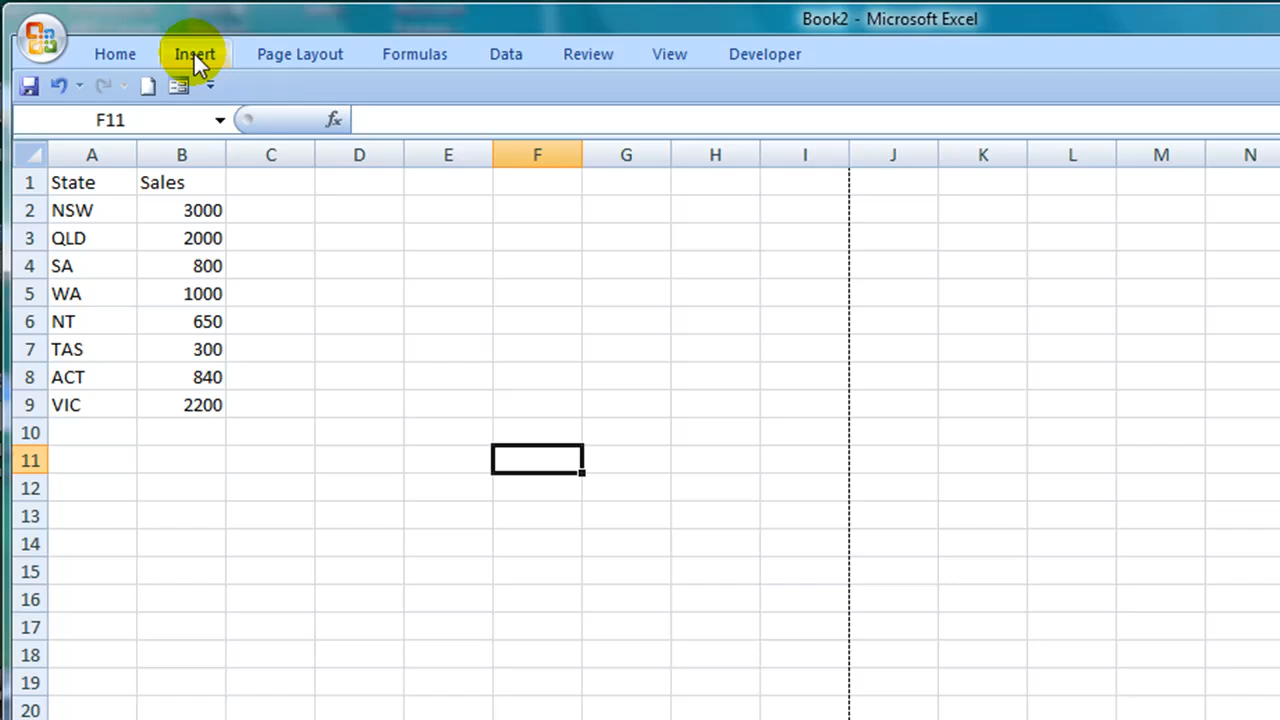 Book2 - Microsoft Excel
Home Insert Page Layout Formulas Data Review View Developer
F11 fx
A B C D E F G H I J K L M N
1 State Sales
2 NSW 3000
3 QLD 2000
4 SA 800
5 WA 1000
6 NT 650
7 TAS 300
8 ACT 840
9 VIC 2200
10
11
12
13
14
15
16
17
18
19
20